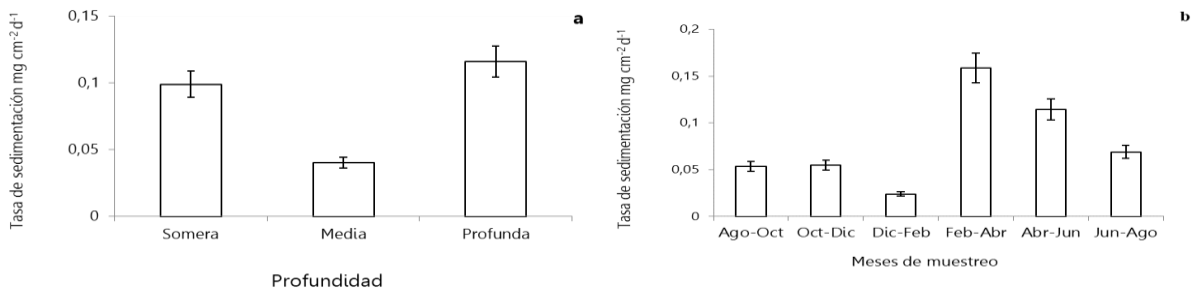 a
Tasa de sedimentación mg cm-2 d-1
0,15
0,1
0,05
0
Somera Media Profunda
Profundidad
b
Tasa de sedimentación mg cm-2 d-1
0,2
0,15
0,1
0,05
0
Ago-Oct Oct-Dic Dic-Feb Feb-Abr Abr-Jun Jun-Ago
Meses de muestreo